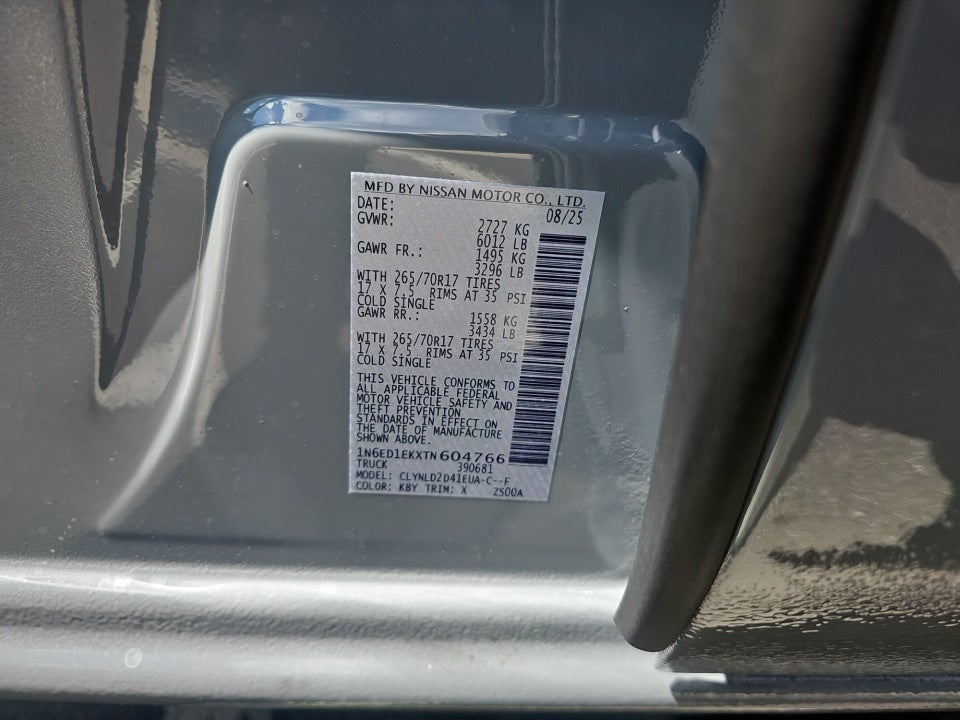 MFD BY NISSAN MOTOR CO., LTD.
DATE: 08/25
GVWR: 2727 KG
6012 LB
GAWR FR.: 1495 KG
3296 LB
WITH 265/70R17 TIRES
17 X 7.5 RIMS AT 35 PSI
COLD SINGLE
GAWR RR.: 1558 KG
3434 LB
WITH 265/70R17 TIRES
17 X 7.5 RIMS AT 35 PSI
COLD SINGLE
THIS VEHICLE CONFORMS TO
ALL APPLICABLE FEDERAL
MOTOR VEHICLE SAFETY AND
THEFT PREVENTION
STANDARDS IN EFFECT ON
THE DATE OF MANUFACTURE
SHOWN ABOVE.
1N6ED1EKXTN604766
TRUCK 390681
MODEL: CLYNLD2D41EUA-C--F
COLOR: KBY TRIM: X 2S00A